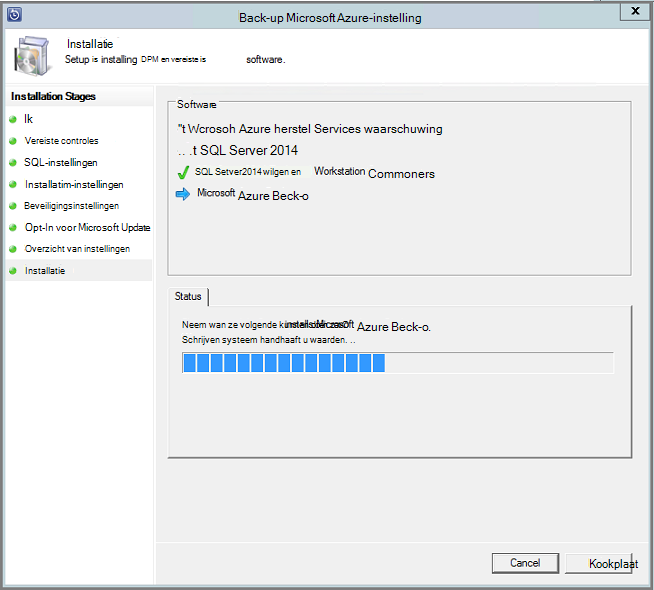 Back-up Microsoft Azure-instelling
X
Installatie
Setup is installing DPM en vereiste is software.
Installation Stages
Ik
Vereiste controles
SQL-instellingen
Installatim-instellingen
Beveiligingsinstellingen
Opt-In voor Microsoft Update
Overzicht van instellingen
Installatie
Software
"t Wcrosoh Azure herstel Services waarschuwing
.. .t SQL Server 2014
SQL Setver2014 wilgen en Workstation Commoners
Microsoft Azure Beck-o
Status
Neem wan ze volgende Microsoft Azure Beck-o.
Schrijven systeem handhaaft u waarden. ..
Cancel
Kookplaat